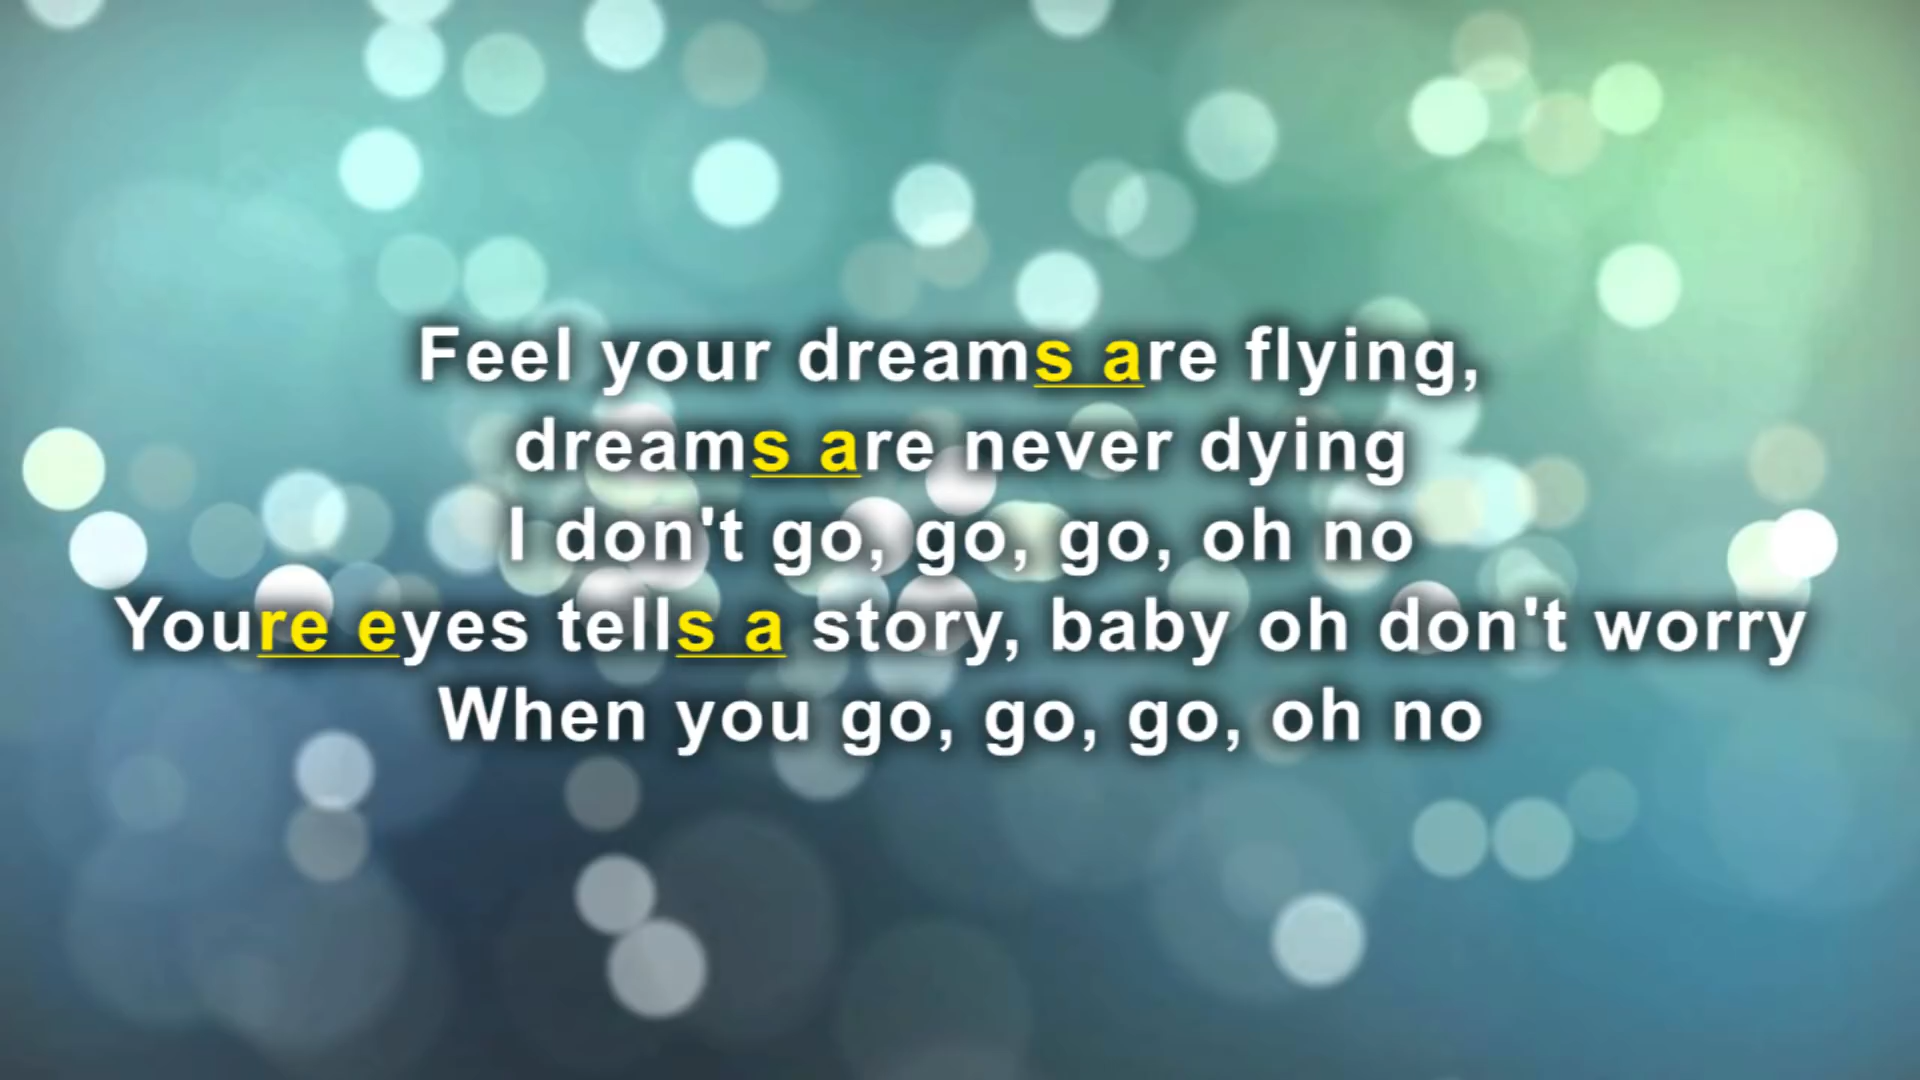 Feel your dreams are flying,
dreams are never dying
I don't go, go, go, oh no
Youre eyes tells a story, baby oh don't worry
When you go, go, go, oh no